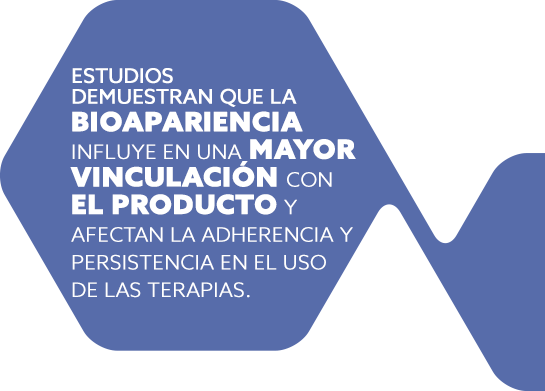 ESTUDIOS
DEMUESTRAN QUE LA
BIOAPARIENCIA
INFLUYE EN UNA MAYOR
VINCULACIÓN CON
EL PRODUCTO Y
AFECTAN LA ADHERENCIA Y
PERSISTENCIA EN EL USO
DE LAS TERAPIAS.